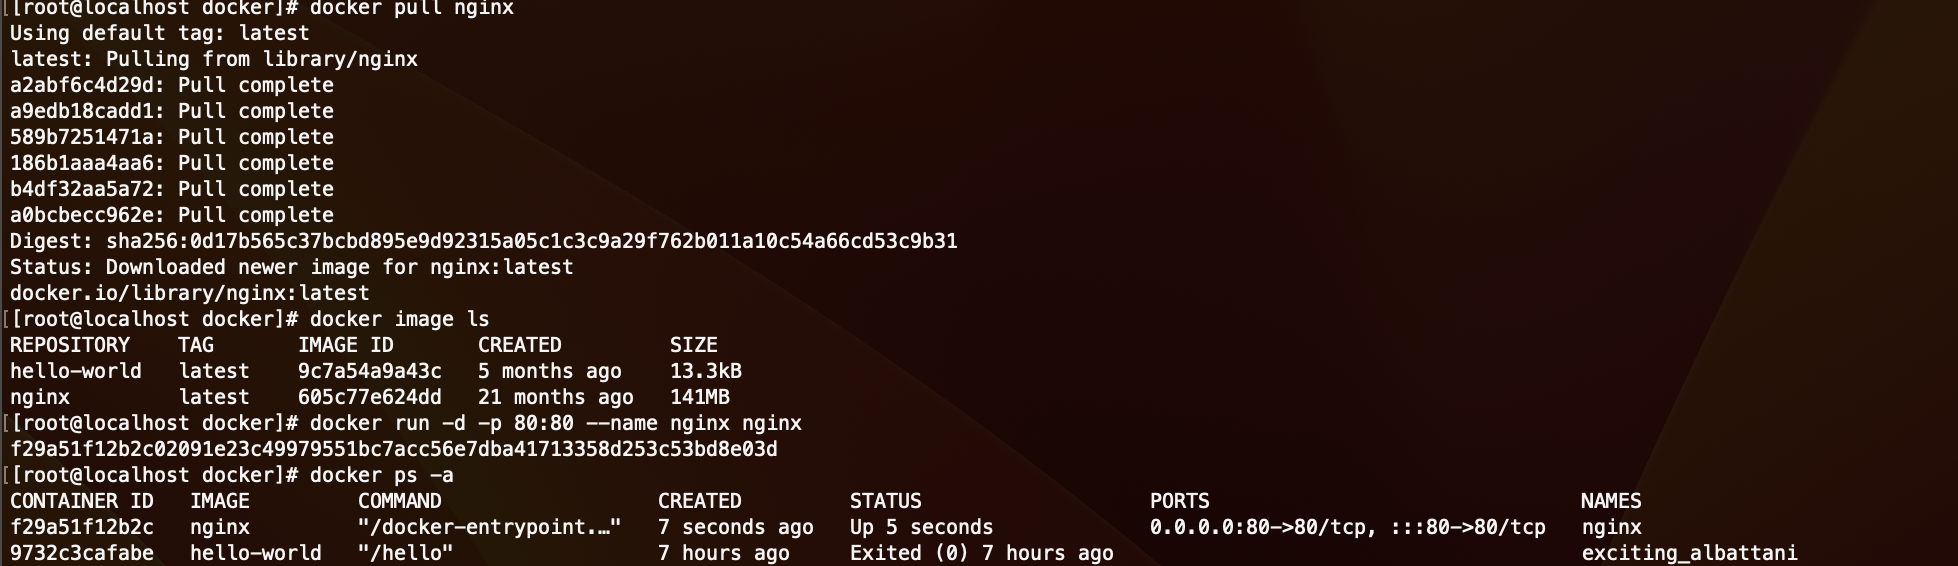 [[root@localhost docker]# docker pull nginx
Using default tag: latest
latest: Pulling from library/nginx
a2abf6c4d29d: Pull complete
a9edb18cadd1: Pull complete
589b7251471a: Pull complete
186b1aaa4aa6: Pull complete
b4df32aa5a72: Pull complete
a0bcbecc962e: Pull complete
Digest: sha256:0d17b565c37bcbd895e9d92315a05c1c3c9a29f762b011a10c54a66cd53c9b31
Status: Downloaded newer image for nginx:latest
docker.io/library/nginx:latest
[[root@localhost docker]# docker image ls
REPOSITORY    TAG       IMAGE ID       CREATED         SIZE
hello-world   latest    9c7a54a9a43c   5 months ago    13.3kB
nginx         latest    605c77e624dd   21 months ago   141MB
[[root@localhost docker]# docker run -d -p 80:80 --name nginx nginx
f29a51f12b2c02091e23c49979551bc7acc56e7dba41713358d253c53bd8e03d
[[root@localhost docker]# docker ps -a
CONTAINER ID   IMAGE         COMMAND                  CREATED         STATUS                   PORTS                               NAMES
f29a51f12b2c   nginx         "/docker-entrypoint.…"   7 seconds ago   Up 5 seconds             0.0.0.0:80->80/tcp, :::80->80/tcp   nginx
9732c3cafabe   hello-world   "/hello"                 7 hours ago     Exited (0) 7 hours ago                                       exciting_albattani